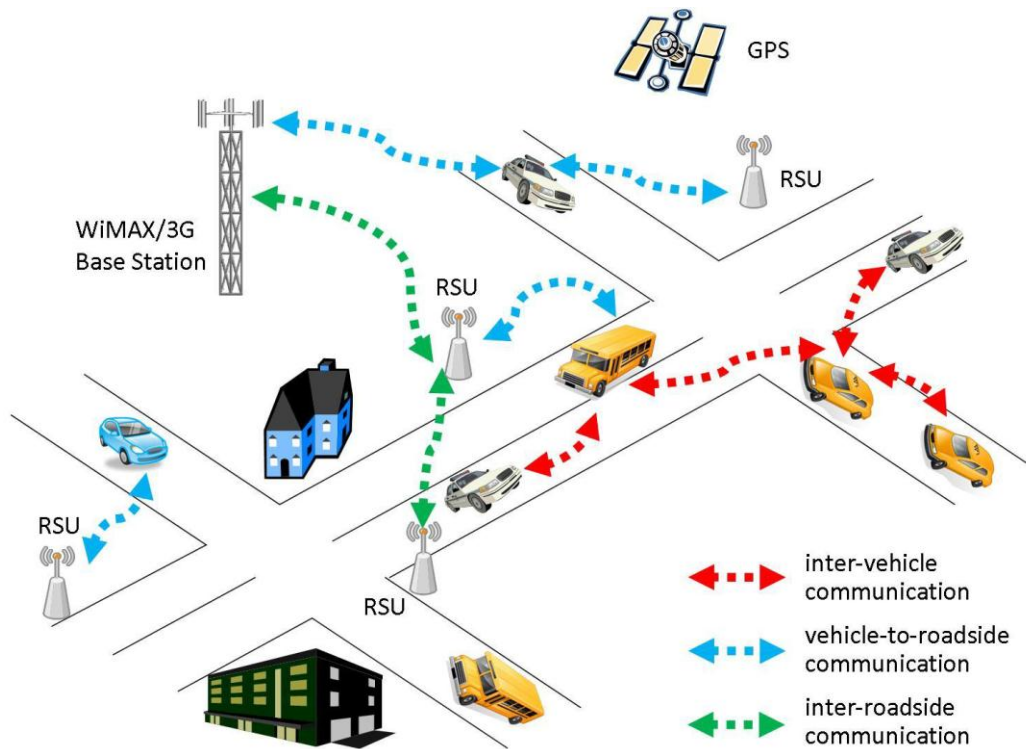 GPS
RSU
WiMAX/3G
Base Station
RSU
RSU
RSU
inter-vehicle
communication
vehicle-to-roadside
communication
inter-roadside
communication